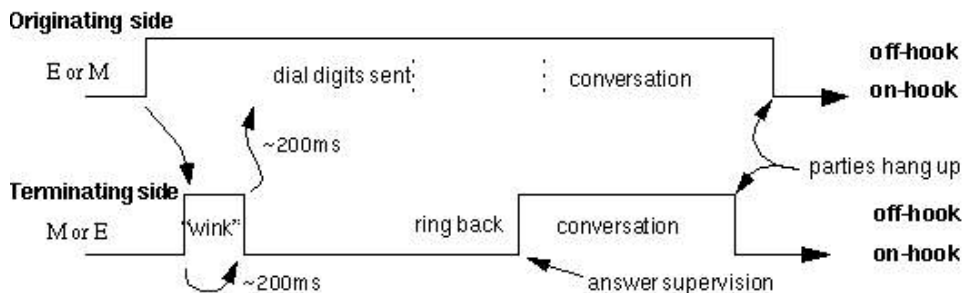 Originating side
E or M
dial digits sent
conversation
off-hook
on-hook
~200ms
parties hang up
Terminating side
M or E
"wink"
ring back
conversation
off-hook
on-hook
~200ms
answer supervision